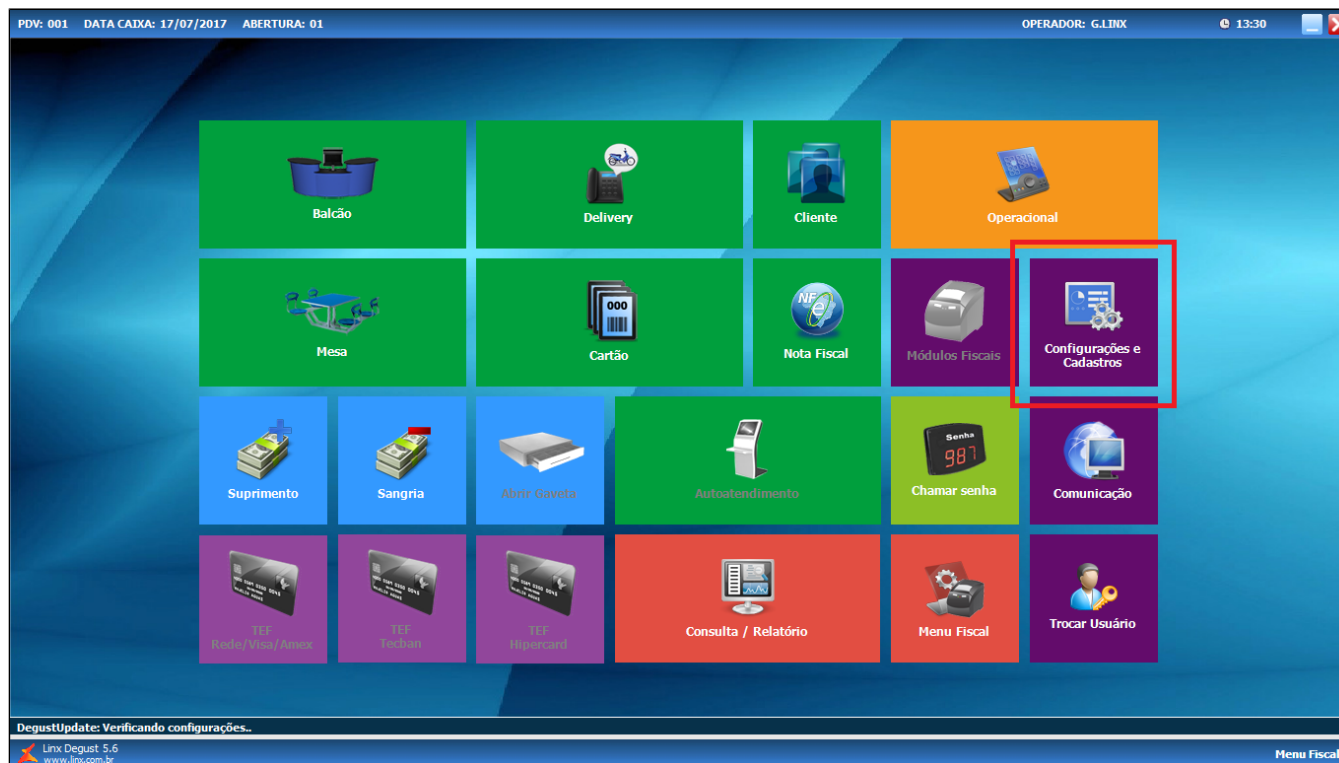 PDV: 001 DATA CAIXA: 17/07/2017 ABERTURA: 01 OPERADOR: G.LINX 13:30
Balcão
Delivery
Cliente
Operacional
Mesa
000
Cartão
NF
e
Nota Fiscal
Módulos Fiscais
Configurações e
Cadastros
Suprimento
Sangria
Abrir Gaveta
Autoatendimento
Senha
987
Chamar senha
Comunicação
TEF
Rede/Visa/Amex
TEF
Tecban
TEF
Hipercard
Consulta / Relatório
Menu Fiscal
Trocar Usuário
DegustUpdate: Verificando configurações..
Linx Degust 5.6
www.linx.com.br
Menu Fiscal